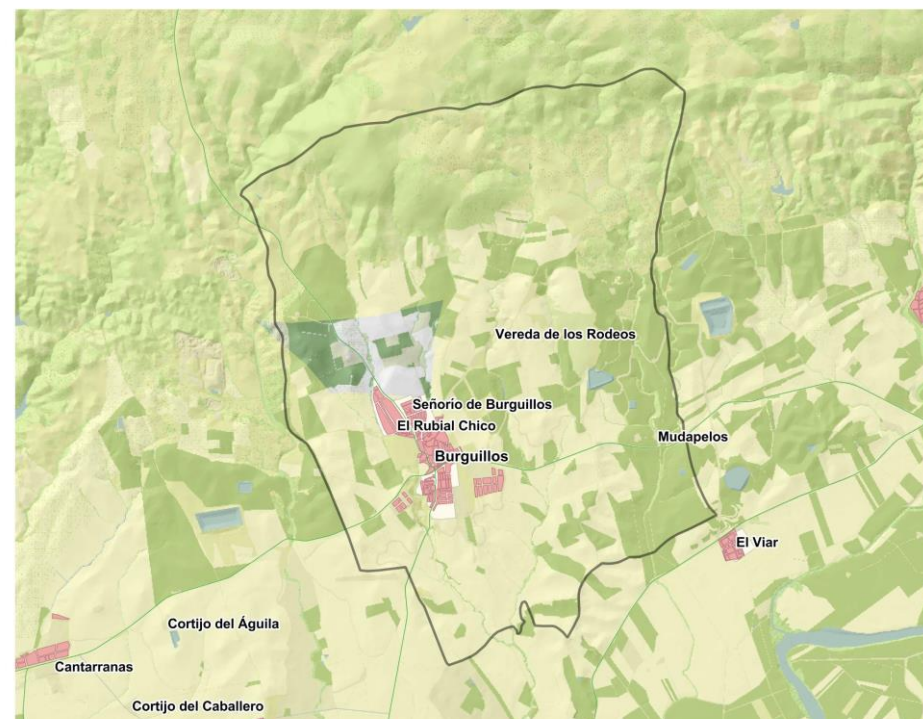 Vereda de los Rodeos
Señorío de Burguillos
El Rubial Chico
Mudapelos
Burguillos
El Viar
Cortijo del Águila
Cantarranas
Cortijo del Caballero